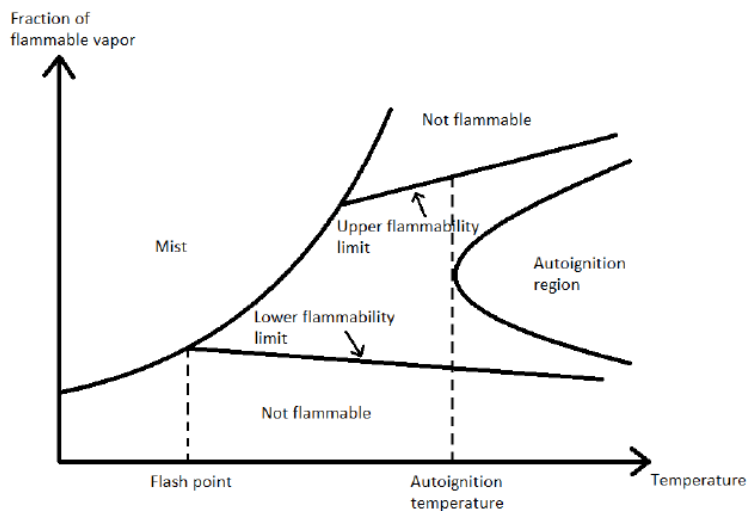 Fraction of
flammable vapor
Not flammable
Upper flammability
limit
Mist
Autoignition
region
Lower flammability
limit
Not flammable
Flash point
Autoignition
temperature
Temperature